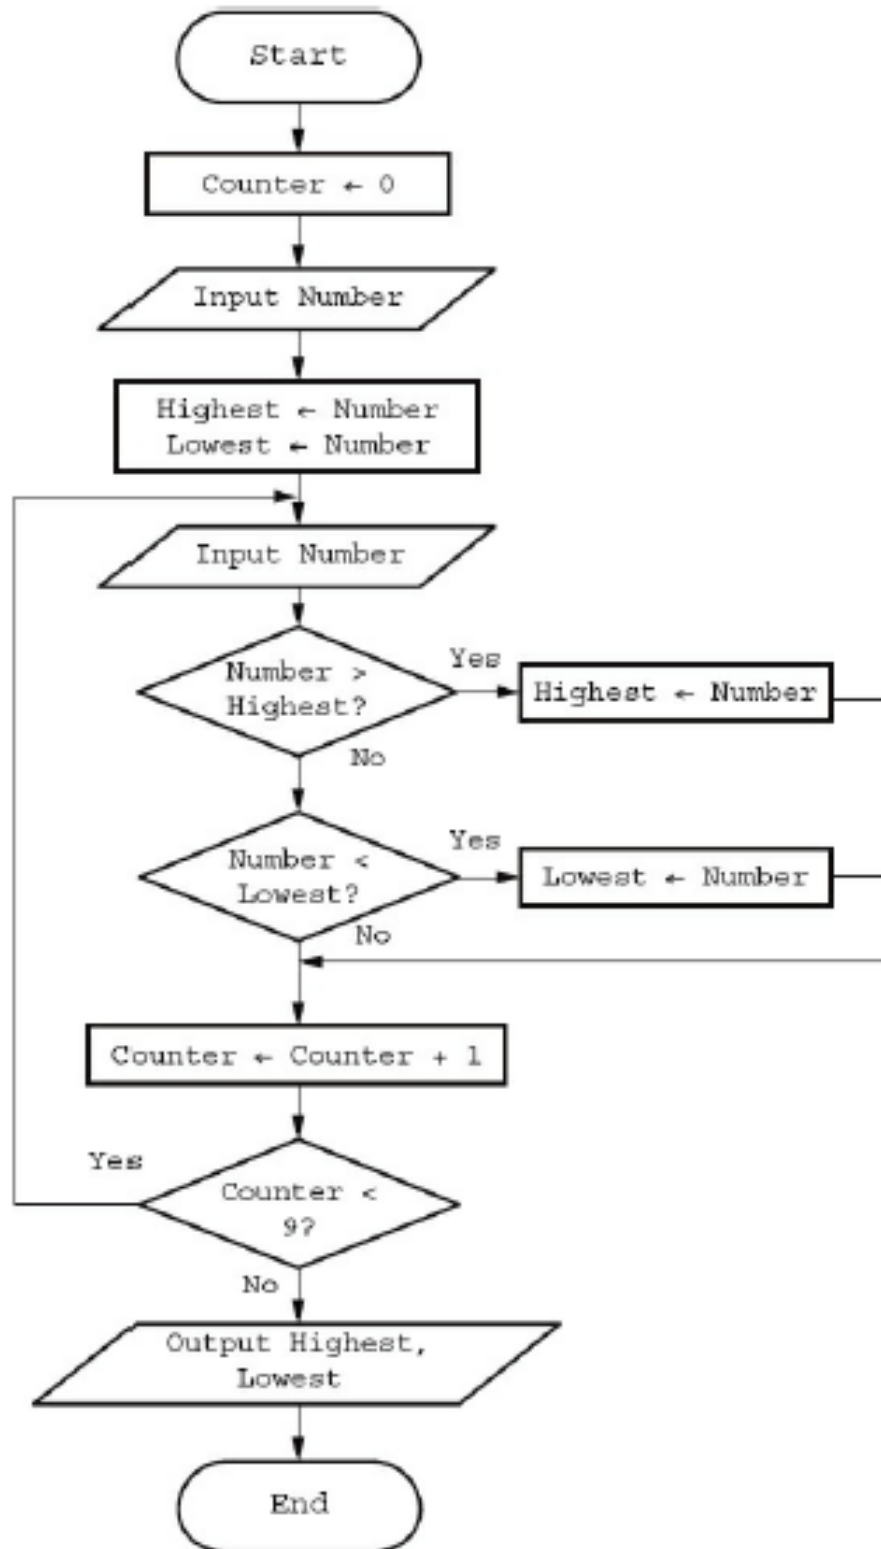 Start
Counter ← 0
Input Number
Highest ← Number
Lowest ← Number
Input Number
Number >
Highest?
Yes
Highest ← Number
No
Number <
Lowest?
Yes
Lowest ← Number
No
Counter ← Counter + 1
Yes
Counter <
9?
No
Output Highest,
Lowest
End